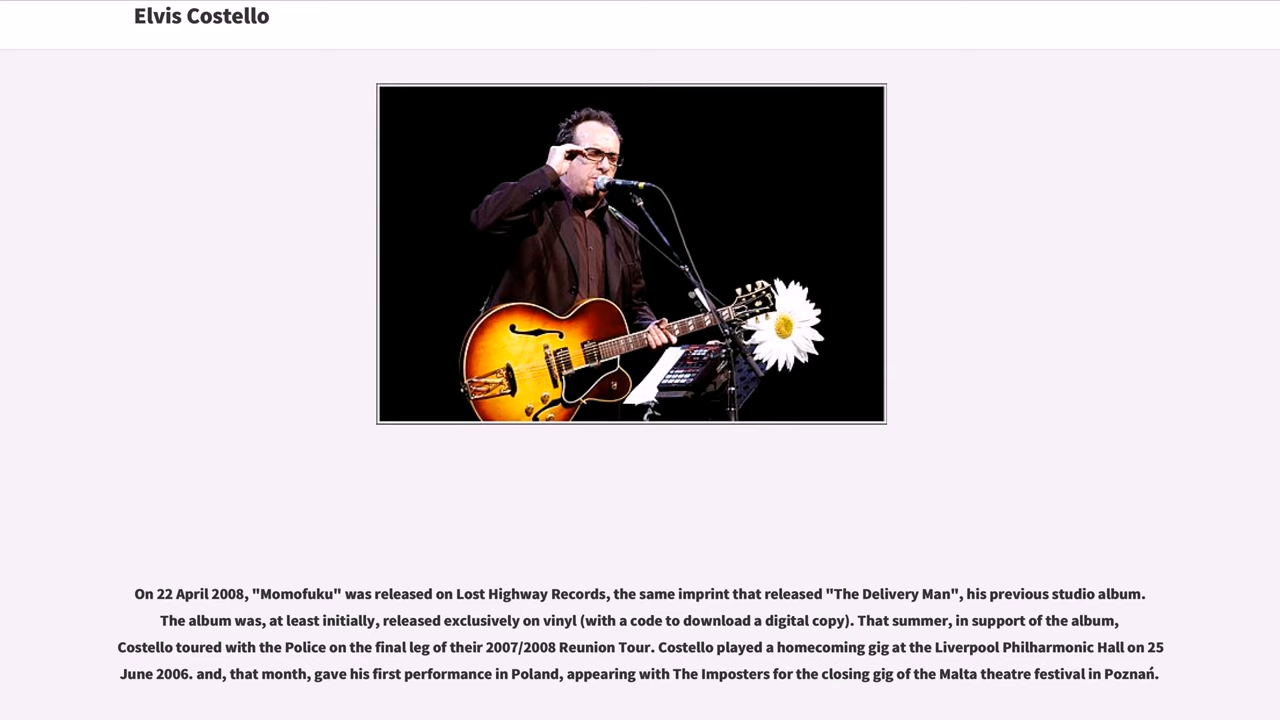 Elvis Costello
On 22 April 2008, "Momofuku" was released on Lost Highway Records, the same imprint that released "The Delivery Man", his previous studio album.
The album was, at least initially, released exclusively on vinyl (with a code to download a digital copy). That summer, in support of the album,
Costello toured with the Police on the final leg of their 2007/2008 Reunion Tour. Costello played a homecoming gig at the Liverpool Philharmonic Hall on 25
June 2006. and, that month, gave his first performance in Poland, appearing with The Imposters for the closing gig of the Malta theatre festival in Poznań.